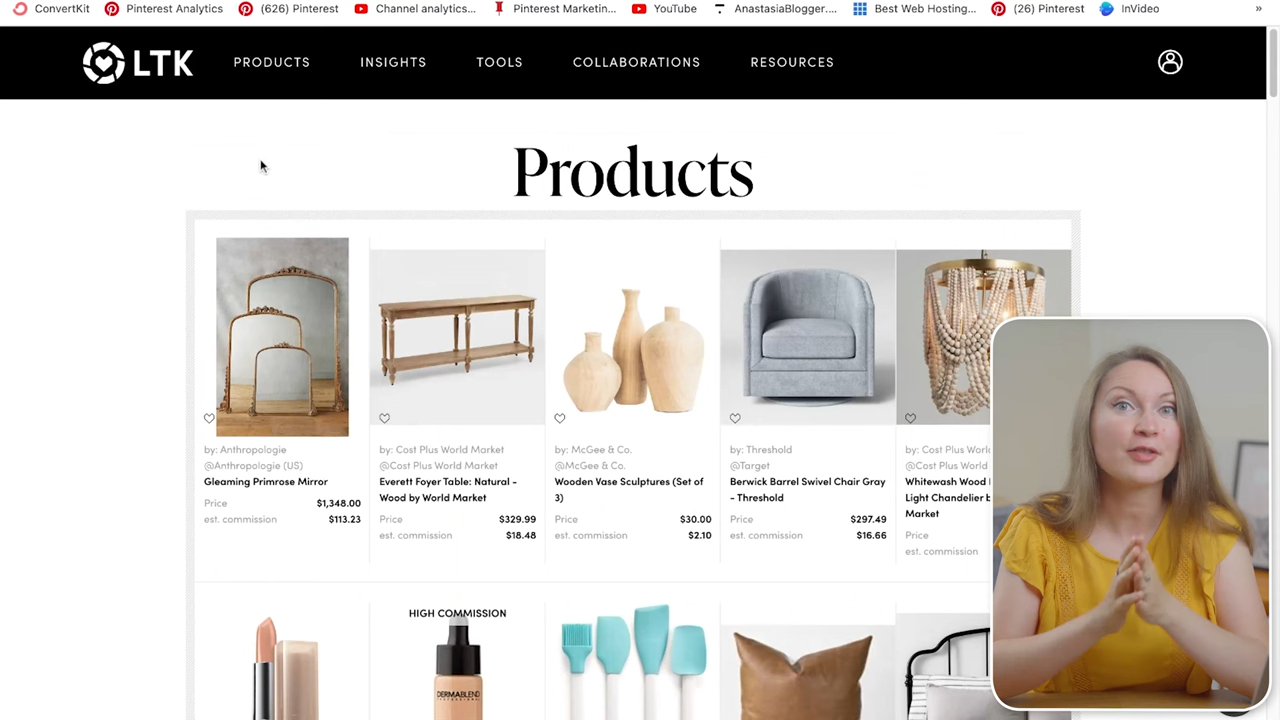 ConvertKit
Pinterest Analytics
(626) Pinterest
Channel analytics...
Pinterest Marketin...
YouTube
AnastasiaBlogger....
Best Web Hosting...
(26) Pinterest
InVideo
»
LTK
PRODUCTS
INSIGHTS
TOOLS
COLLABORATIONS
RESOURCES
Products
by: Anthropologie
@Anthropologie (US)
Gleaming Primrose Mirror
Price $1,348.00
est. commission $113.23
by: Cost Plus World Market
@Cost Plus World Market
Everett Foyer Table: Natural -
Wood by World Market
Price $329.99
est. commission $18.48
by: McGee & Co.
@McGee & Co.
Wooden Vase Sculptures (Set of
3)
Price $30.00
est. commission $2.10
by: Threshold
@Target
Berwick Barrel Swivel Chair Gray
- Threshold
Price $297.49
est. commission $16.66
by: Cost Plus
@Cost Plus
Whitewash Wood
Light Chandelier
Market
Price
est. commission
HIGH COMMISSION
DERMABLEND
PROFESSIONAL